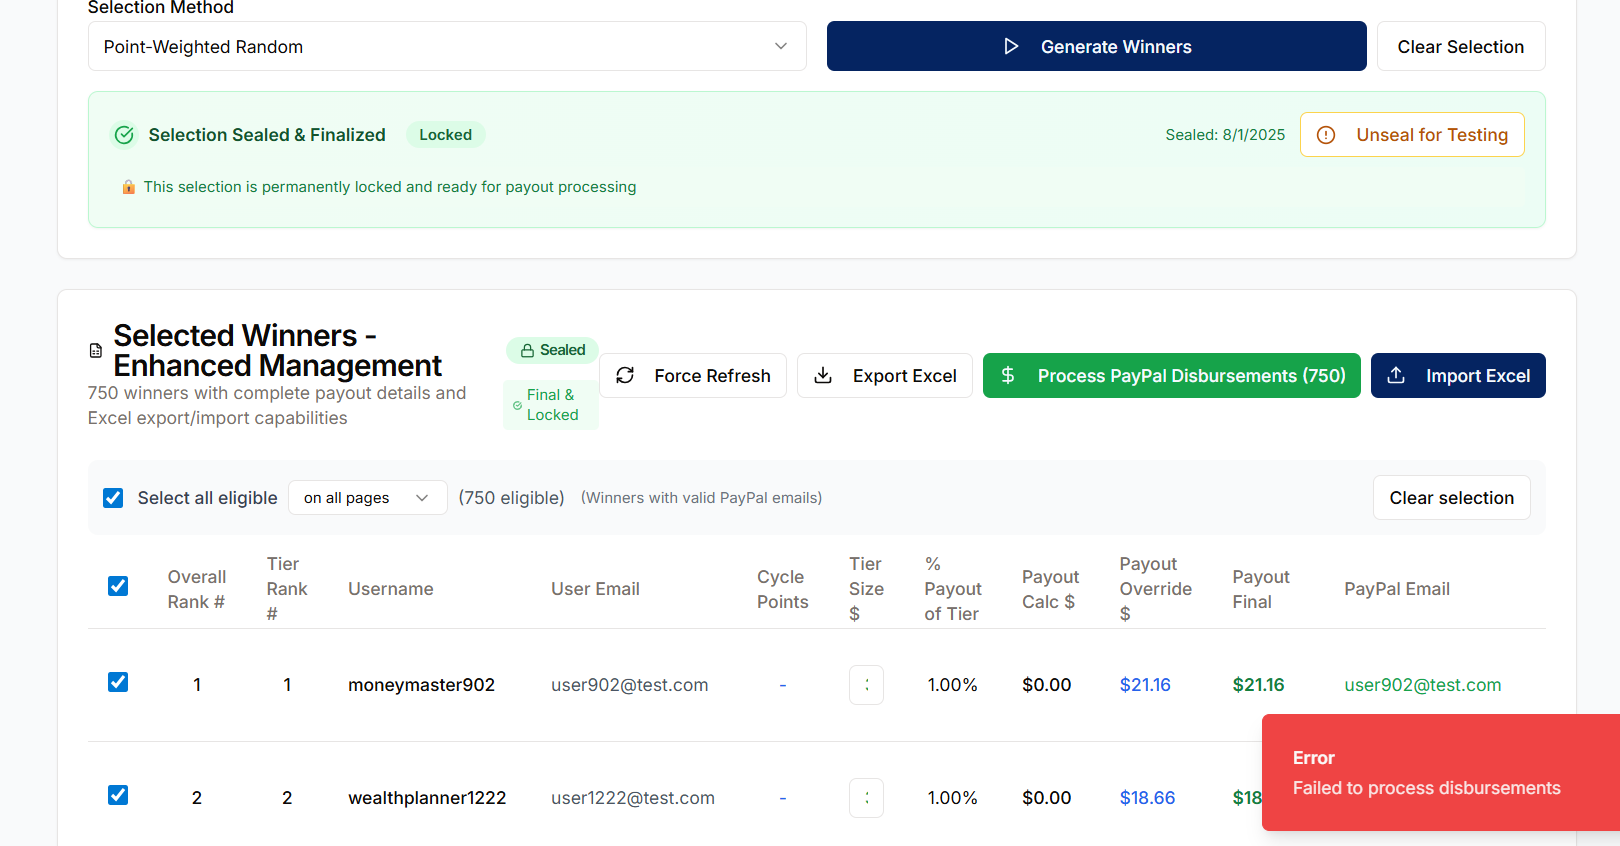 Selection Method
Point-Weighted Random
Generate Winners
Clear Selection
Selection Sealed & Finalized
Locked
Sealed: 8/1/2025
Unseal for Testing
🔒 This selection is permanently locked and ready for payout processing
Selected Winners -
Enhanced Management
750 winners with complete payout details and
Excel export/import capabilities
Sealed
Final &
Locked
Force Refresh
Export Excel
Process PayPal Disbursements (750)
Import Excel
Select all eligible
on all pages
(750 eligible)
(Winners with valid PayPal emails)
Clear selection
Overall
Rank #
Tier
Rank
#
Username
User Email
Cycle
Points
Tier
Size
$
%
Payout
of Tier
Payout
Calc $
Payout
Override
$
Payout
Final
PayPal Email
1 1 moneymaster902 user902@test.com - 1.00% $0.00 $21.16 $21.16 user902@test.com
2 2 wealthplanner1222 user1222@test.com - 1.00% $0.00 $18.66 $18
Error
Failed to process disbursements